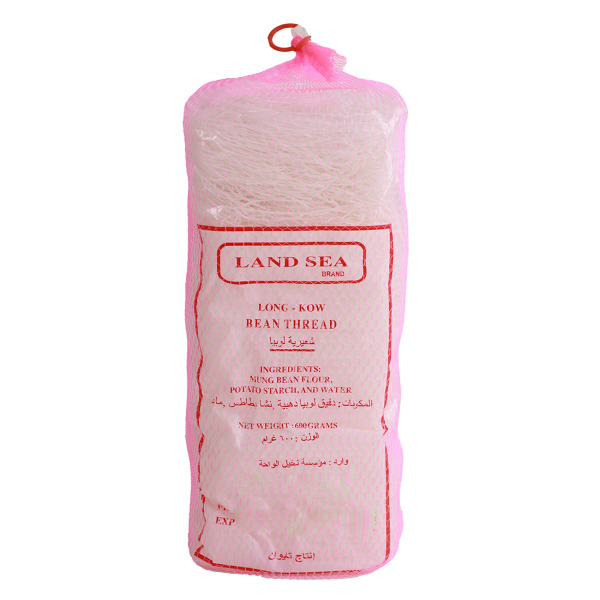 LAND SEA
BRAND
LONG - KOW
BEAN THREAD
شعيرية لوبيا
INGREDIENTS:
MUNG BEAN FLOUR,
POTATO STARCH, AND WATER
المكونات: دقيق لوبيا ذهبية ,نشا بطاطس ,ماء
NET WEIGHT : 600 GRAMS
الوزن : ٦٠٠ غرام
وارد : مؤسسة نخيل الواحة
EXP
إنتاج تايوان